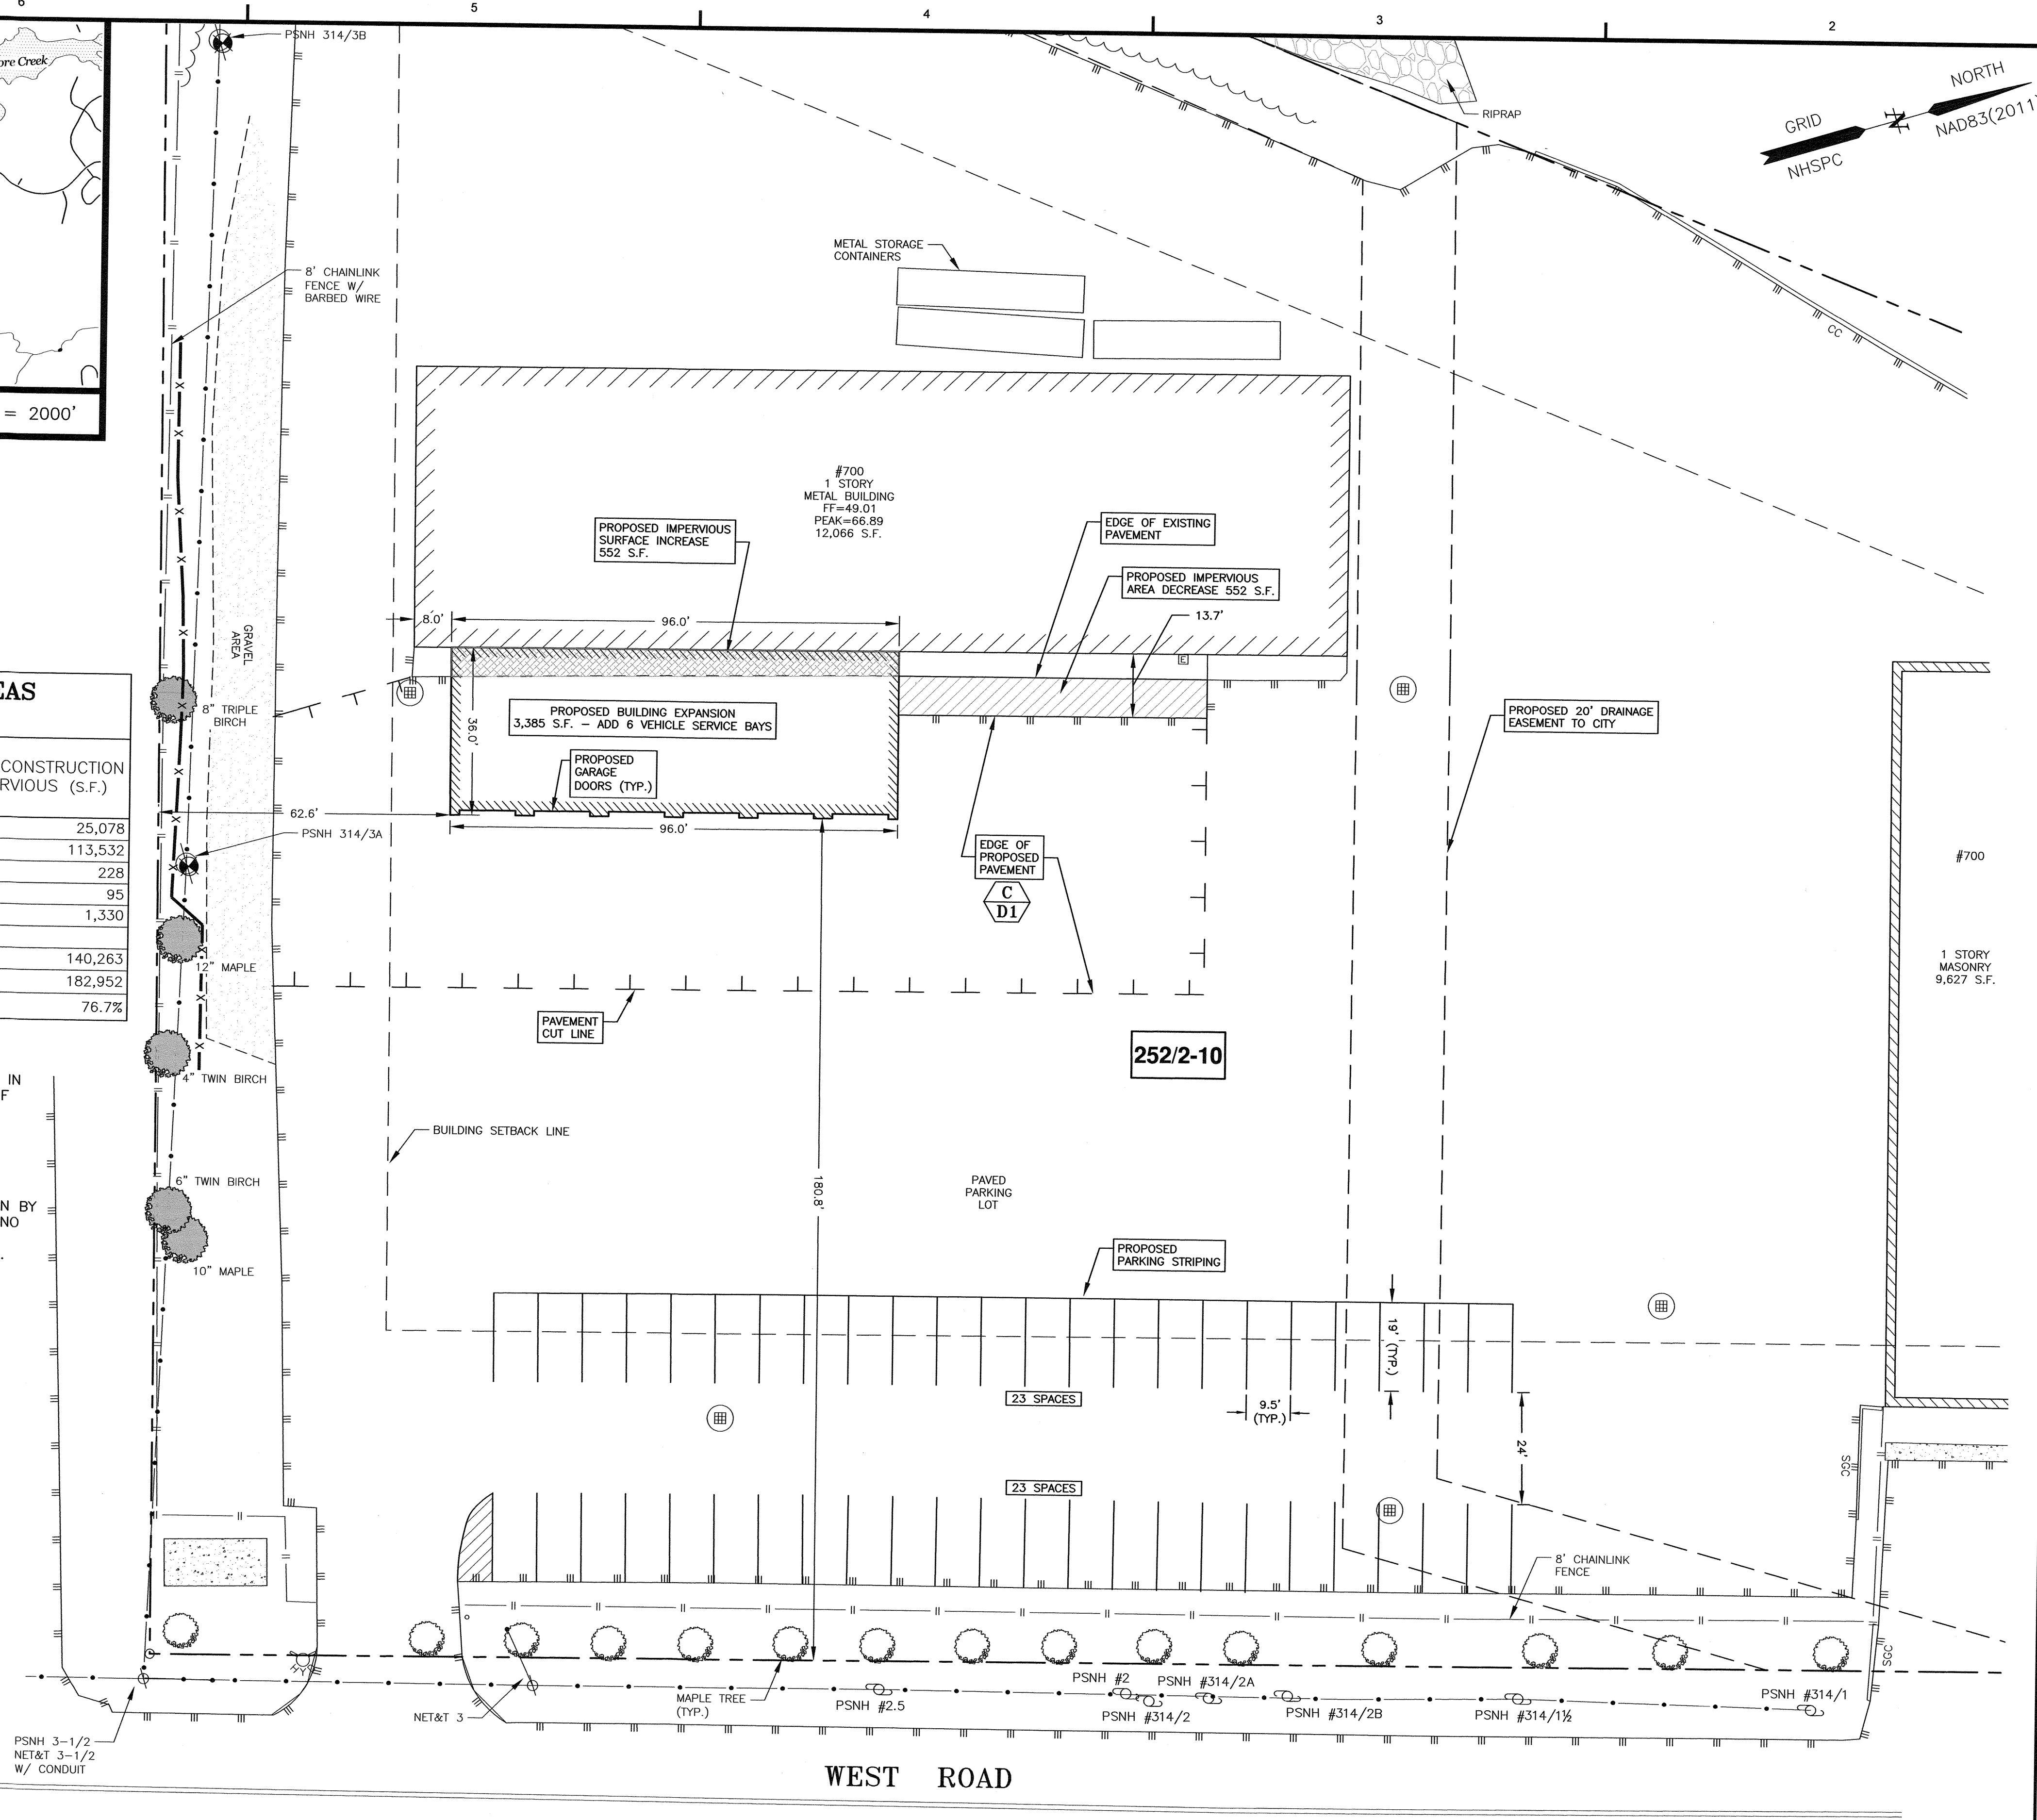 6
5
4
3
2
ore Creek
= 2000'
PSNH 314/3B
RIPRAP
GRID
NORTH
NHSPC
NAD83(2011)
METAL STORAGE
CONTAINERS
8' CHAINLINK
FENCE W/
BARBED WIRE
CC
#700
1 STORY
METAL BUILDING
FF=49.01
PEAK=66.89
12,066 S.F.
PROPOSED IMPERVIOUS
SURFACE INCREASE
552 S.F.
EDGE OF EXISTING
PAVEMENT
PROPOSED IMPERVIOUS
AREA DECREASE 552 S.F.
8.0'
96.0'
13.7'
E
GRAVEL
AREA
8" TRIPLE
BIRCH
36.0'
PROPOSED BUILDING EXPANSION
3,385 S.F. – ADD 6 VEHICLE SERVICE BAYS
PROPOSED
GARAGE
DOORS (TYP.)
PROPOSED 20' DRAINAGE
EASEMENT TO CITY
62.6'
96.0'
PSNH 314/3A
EAS
CONSTRUCTION
RVIOUS (S.F.)
25,078
113,532
228
95
1,330
140,263
182,952
76.7%
EDGE OF
PROPOSED
PAVEMENT
C
D1
#700
1 STORY
MASONRY
9,627 S.F.
12" MAPLE
PAVEMENT
CUT LINE
252/2-10
IN
F
4" TWIN BIRCH
BUILDING SETBACK LINE
6" TWIN BIRCH
180.8'
PAVED
PARKING
LOT
N BY
NO
.
10" MAPLE
PROPOSED
PARKING STRIPING
19' (TYP.)
23 SPACES
9.5'
(TYP.)
24'
23 SPACES
SGC
8' CHAINLINK
FENCE
SGC
HYD
MAPLE TREE
(TYP.)
NET&T 3
PSNH #2.5
PSNH #2
PSNH #314/2
PSNH #314/2A
PSNH #314/2B
PSNH #314/1½
PSNH #314/1
PSNH 3-1/2
NET&T 3-1/2
W/ CONDUIT
WEST ROAD